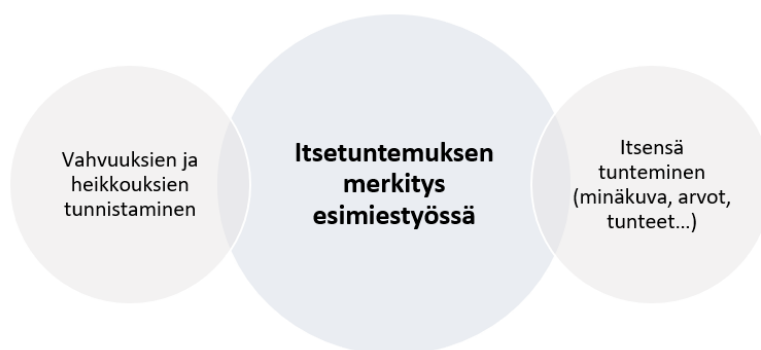 Vahvuuksien ja
heikkouksien
tunnistaminen
Itsetuntemuksen
merkitys
esimiestyössä
Itsensä
tunteminen
(minäkuva, arvot,
tunteet...)